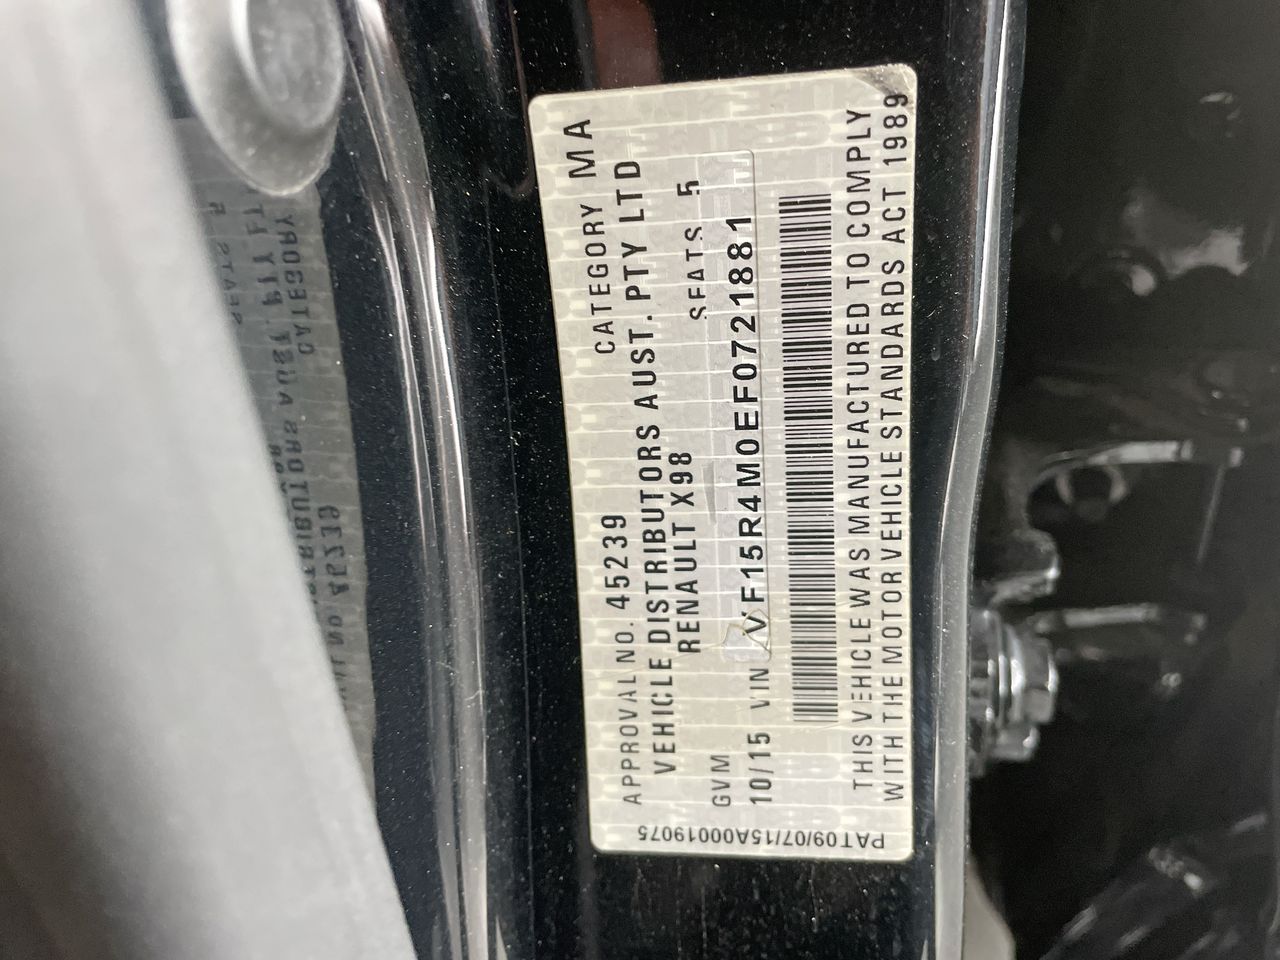 APPROVAL NO. 45239 CATEGORY MA
VEHICLE DISTRIBUTORS AUST. PTY LTD
RENAULT X98
GVM SEATS 5
10/15 VIN VF15R4M0EF0721881
THIS VEHICLE WAS MANUFACTURED TO COMPLY
WITH THE MOTOR VEHICLE STANDARDS ACT 1989
PAT09/07/15A00019075